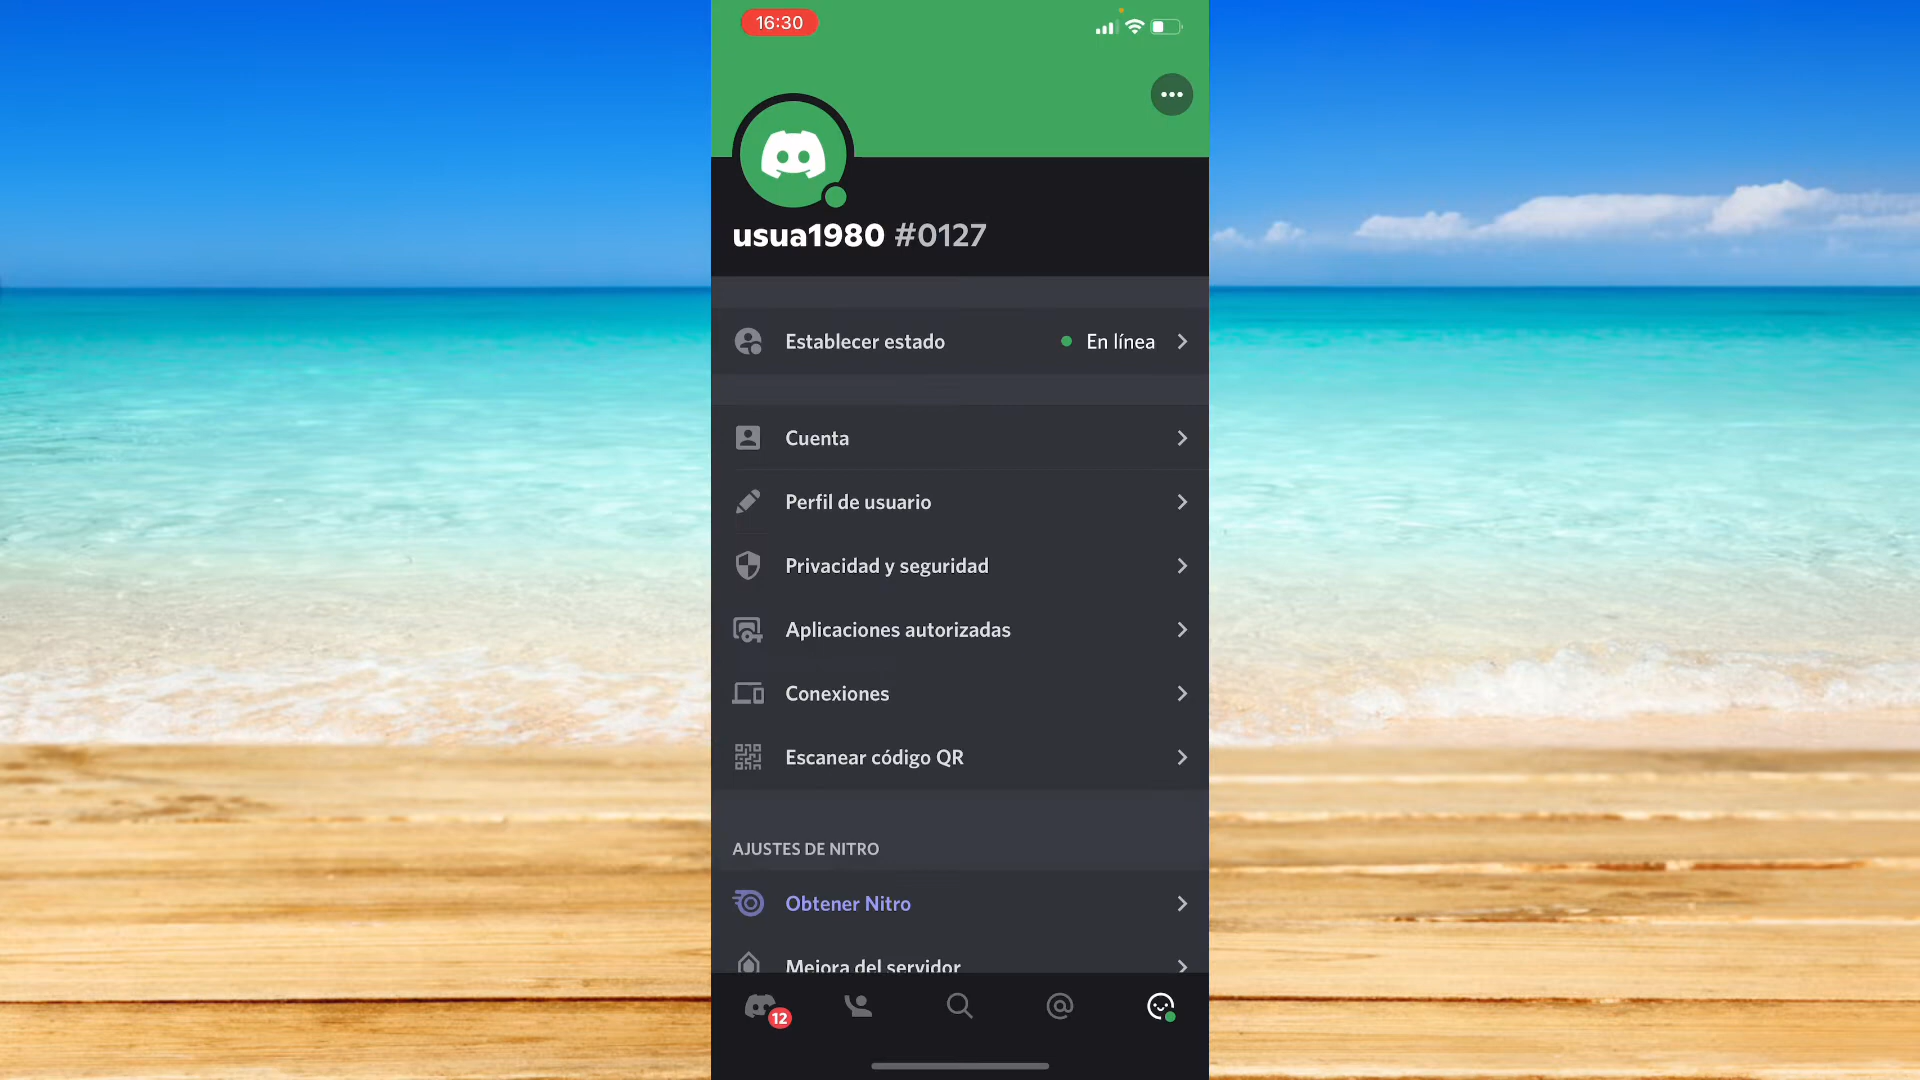 16:30
usua1980 #0127
Establecer estado
En línea
Cuenta
Perfil de usuario
Privacidad y seguridad
Aplicaciones autorizadas
Conexiones
Escanear código QR
AJUSTES DE NITRO
Obtener Nitro
Mejora del servidor
12